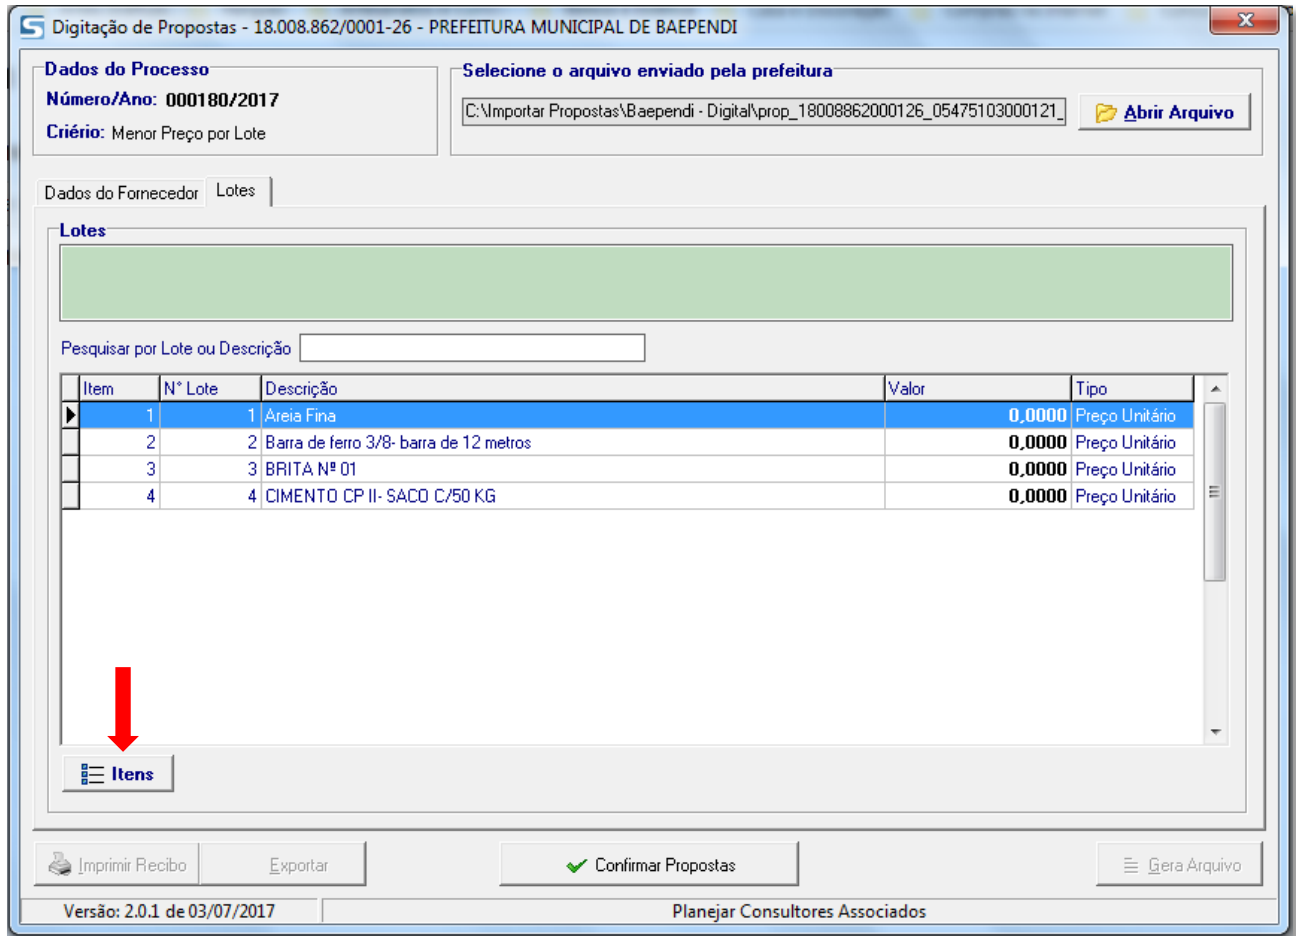 Digitação de Propostas - 18.008.862/0001-26 - PREFEITURA MUNICIPAL DE BAEPENDI
Dados do Processo
Número/Ano: 000180/2017
Criério: Menor Preço por Lote
Selecione o arquivo enviado pela prefeitura
C:\Importar Propostas\Baependi - Digital\prop_18008862000126_05475103000121_
Abrir Arquivo
Dados do Fornecedor Lotes
Lotes
Pesquisar por Lote ou Descrição
Item N° Lote Descrição Valor Tipo
1 1 Areia Fina 0,0000 Preço Unitário
2 2 Barra de ferro 3/8- barra de 12 metros 0,0000 Preço Unitário
3 3 BRITA Nº 01 0,0000 Preço Unitário
4 4 CIMENTO CP II- SACO C/50 KG 0,0000 Preço Unitário
Itens
Imprimir Recibo Exportar Confirmar Propostas Gera Arquivo
Versão: 2.0.1 de 03/07/2017 Planejar Consultores Associados